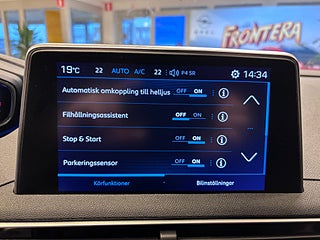 FRONTERA
19°C 22 AUTO A/C 22 P4 SR 14:34
Automatisk omkoppling till helljus OFF ON
Filhållningsassistent OFF ON
Stop & Start OFF ON
Parkeringssensor OFF ON
Körfunktioner Bilinställningar